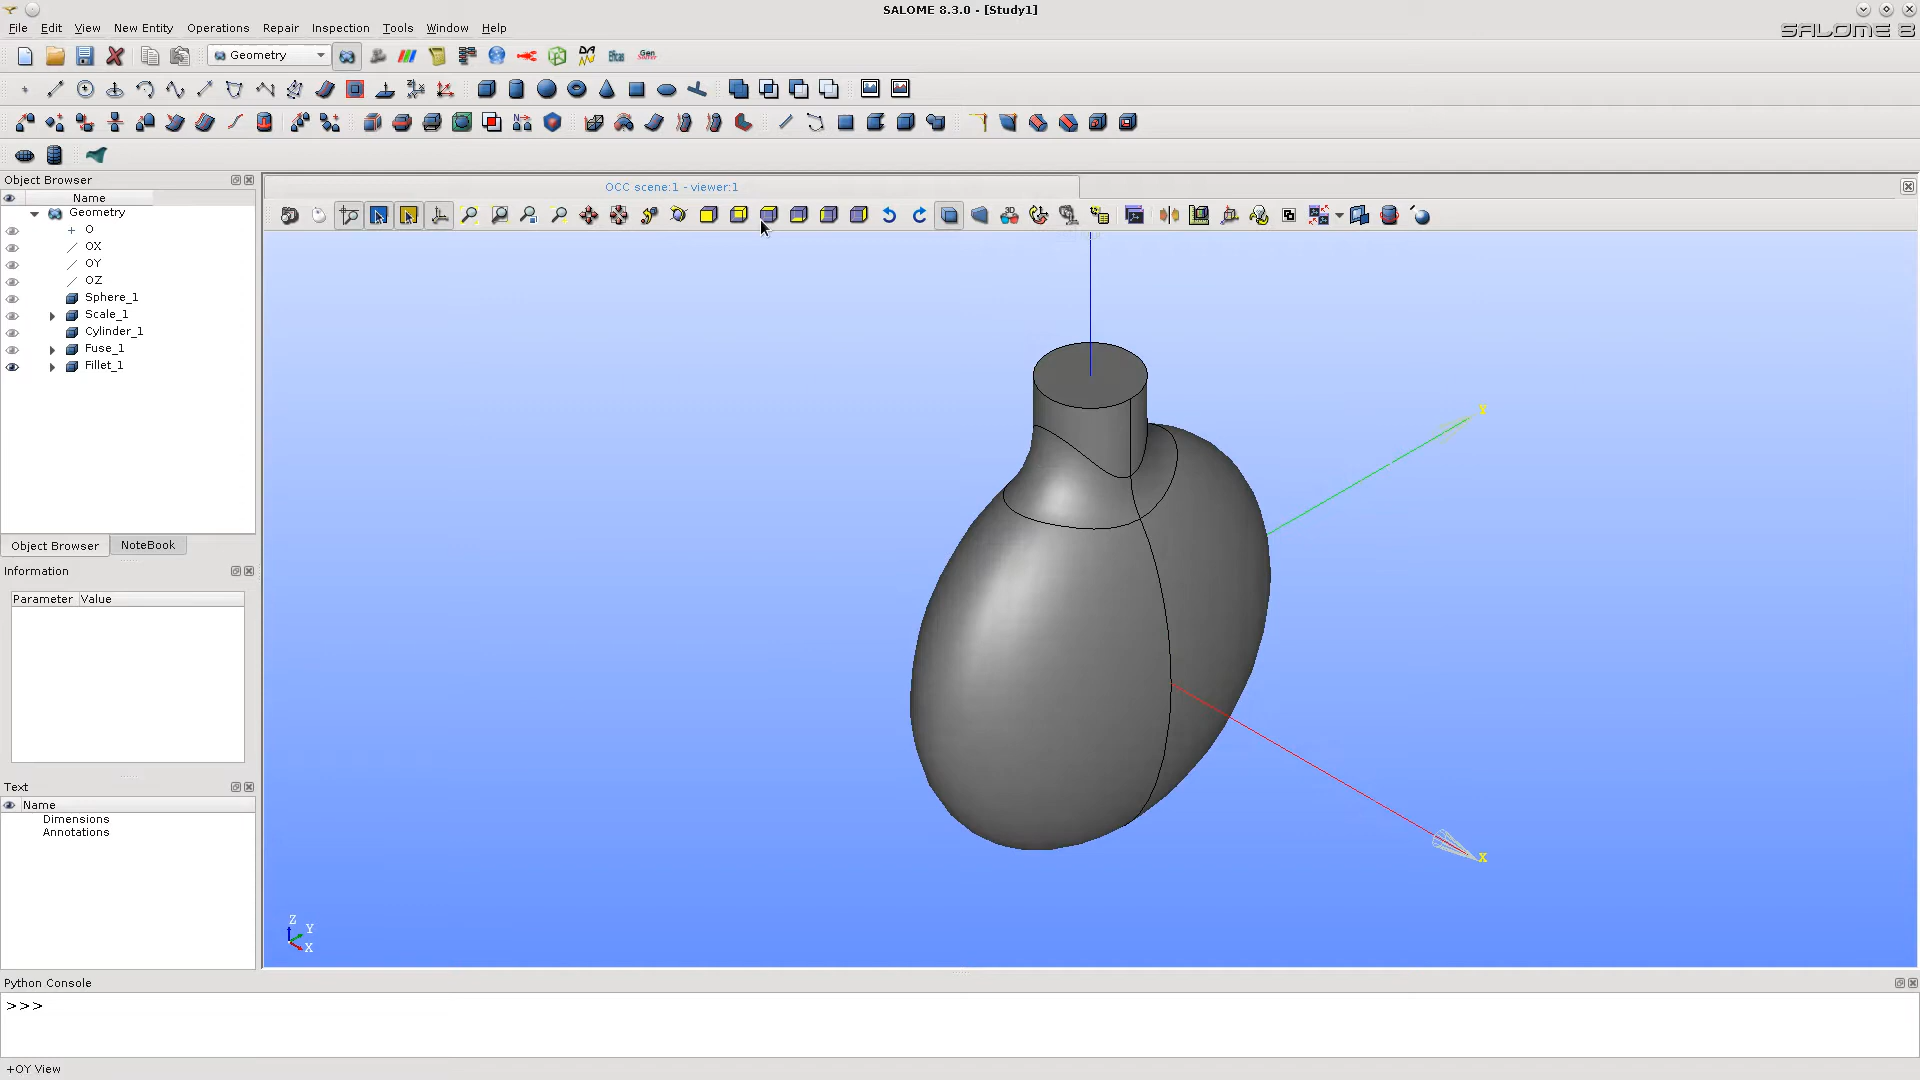 SALOME 8.3.0 - [Study1]
File Edit View New Entity Operations Repair Inspection Tools Window Help
SALOME 8
Geometry
Object Browser
OCC scene:1 - viewer:1
Name
Geometry
O
OX
OY
OZ
Sphere_1
Scale_1
Cylinder_1
Fuse_1
Fillet_1
Y
X
Object Browser NoteBook
Information
Parameter Value
Text
Name
Dimensions
Annotations
Z
Y
X
Python Console
>>>
+OY View